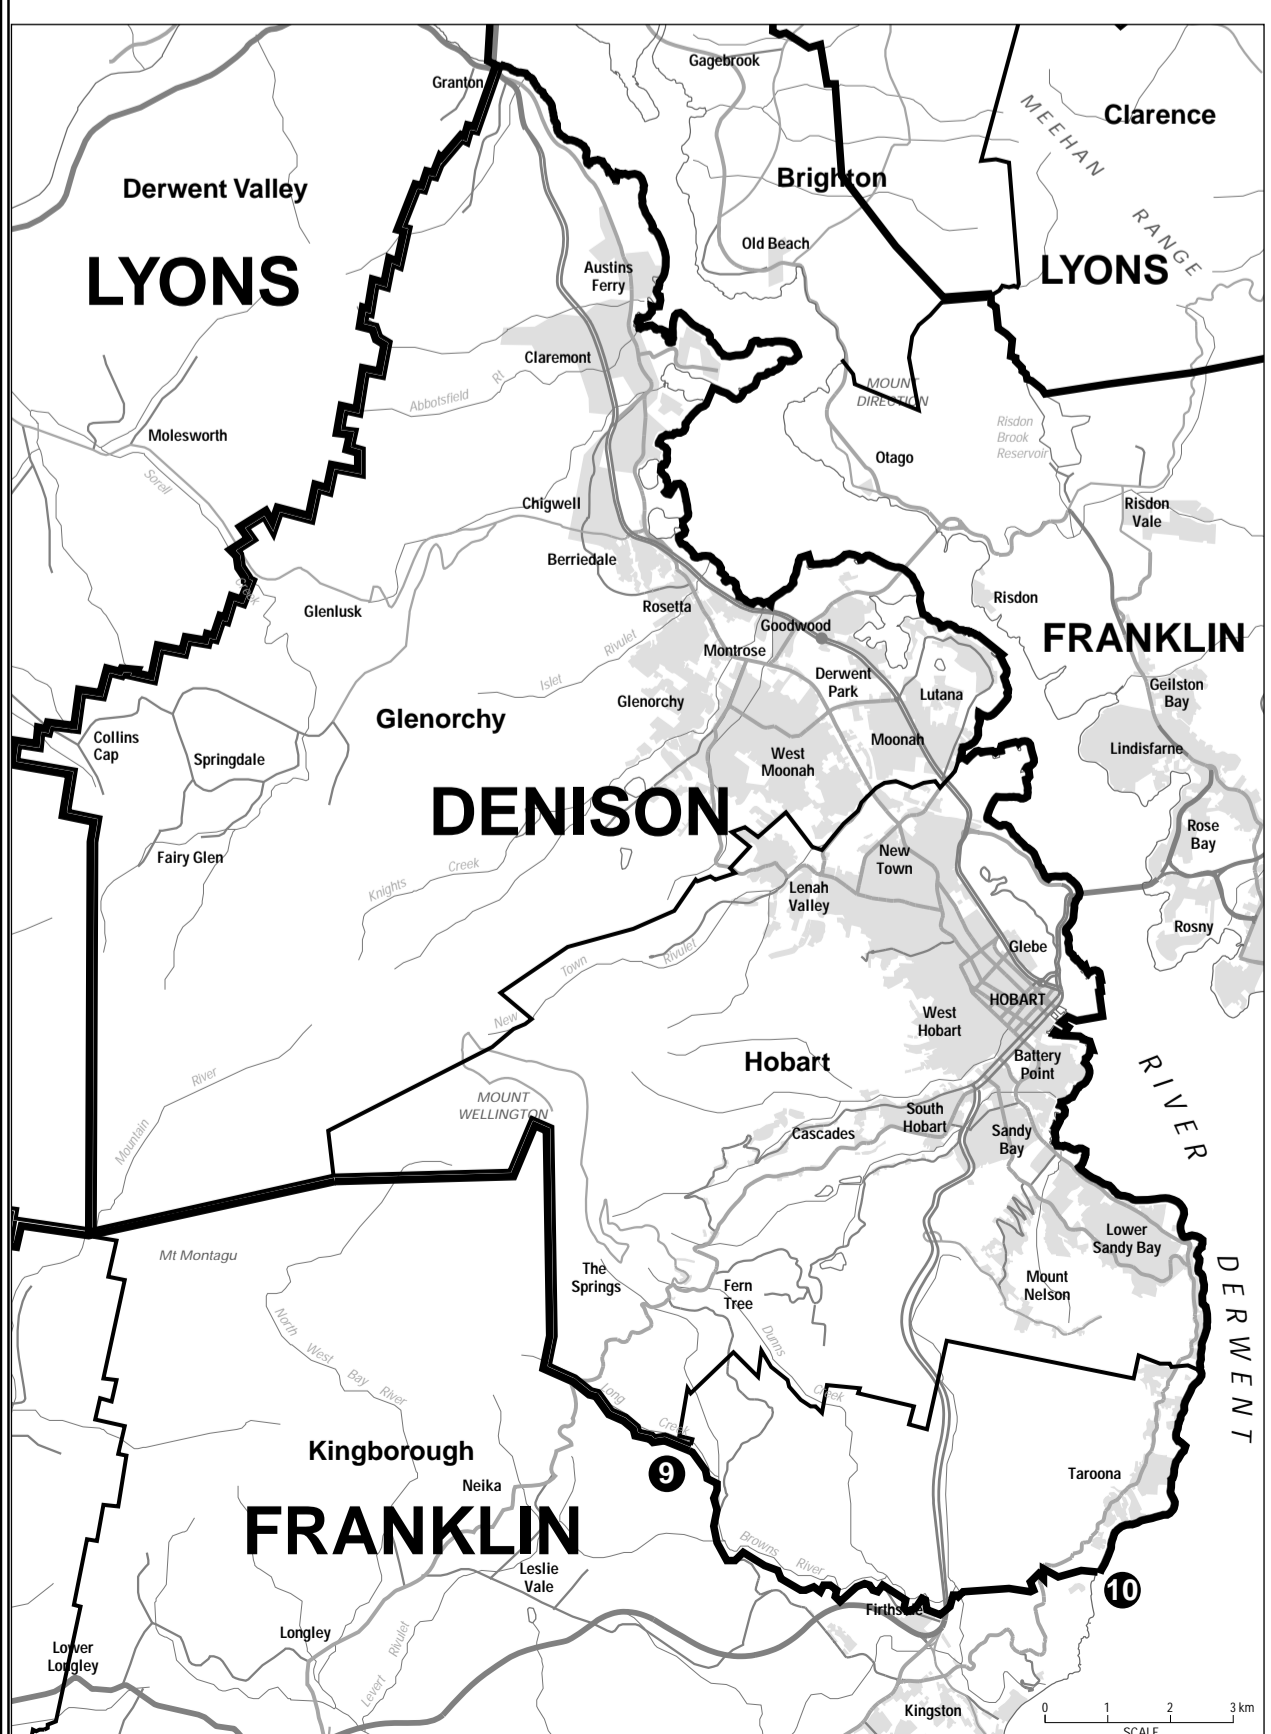 Gagebrook
Granton
Clarence
MEEHAN
RANGE
Derwent Valley
Brighton
Old Beach
LYONS
LYONS
Austins
Ferry
Claremont
Abbotsfield
Rt
MOUNT
DIRECTION
Risdon
Brook
Reservoir
Molesworth
Sorell
Creek
Otago
Chigwell
Risdon
Vale
Berriedale
Glenlusk
Rosetta
Risdon
Goodwood
FRANKLIN
Montrose
Rivulet
Islet
Derwent
Park
Lutana
Geilston
Bay
Glenorchy
Glenorchy
Collins
Cap
Springdale
Moonah
Lindisfarne
West
Moonah
DENISON
Rose
Bay
Fairy Glen
New
Town
Knights
Creek
Lenah
Valley
Rosny
Glebe
Town
Rivulet
New
HOBART
West
Hobart
Hobart
Battery
Point
RIVER
River
Mountain
MOUNT
WELLINGTON
South
Hobart
Cascades
Sandy
Bay
Lower
Sandy Bay
Mt Montagu
The
Springs
Fern
Tree
Mount
Nelson
DERWENT
North
West
Bay
River
Dunns
Creek
Long
Creek
Kingborough
9
Taroona
Neika
FRANKLIN
Browns
River
Leslie
Vale
10
Firthside
Longley
Rivulet
Levert
Lower
Longley
Kingston
0 1 2 3 km
SCALE